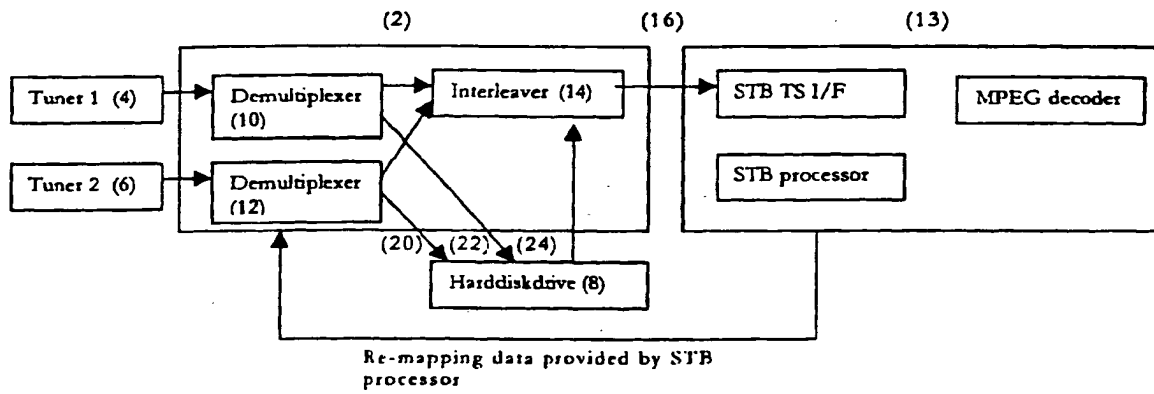 (2) (16) (13)
Tuner 1 (4)
Demultiplexer
(10)
Interleaver (14)
STB TS I/F
MPEG decoder
Tuner 2 (6)
Demultiplexer
(12)
STB processor
(20) (22) (24)
Harddiskdrive (8)
Re-mapping data provided by STB
processor